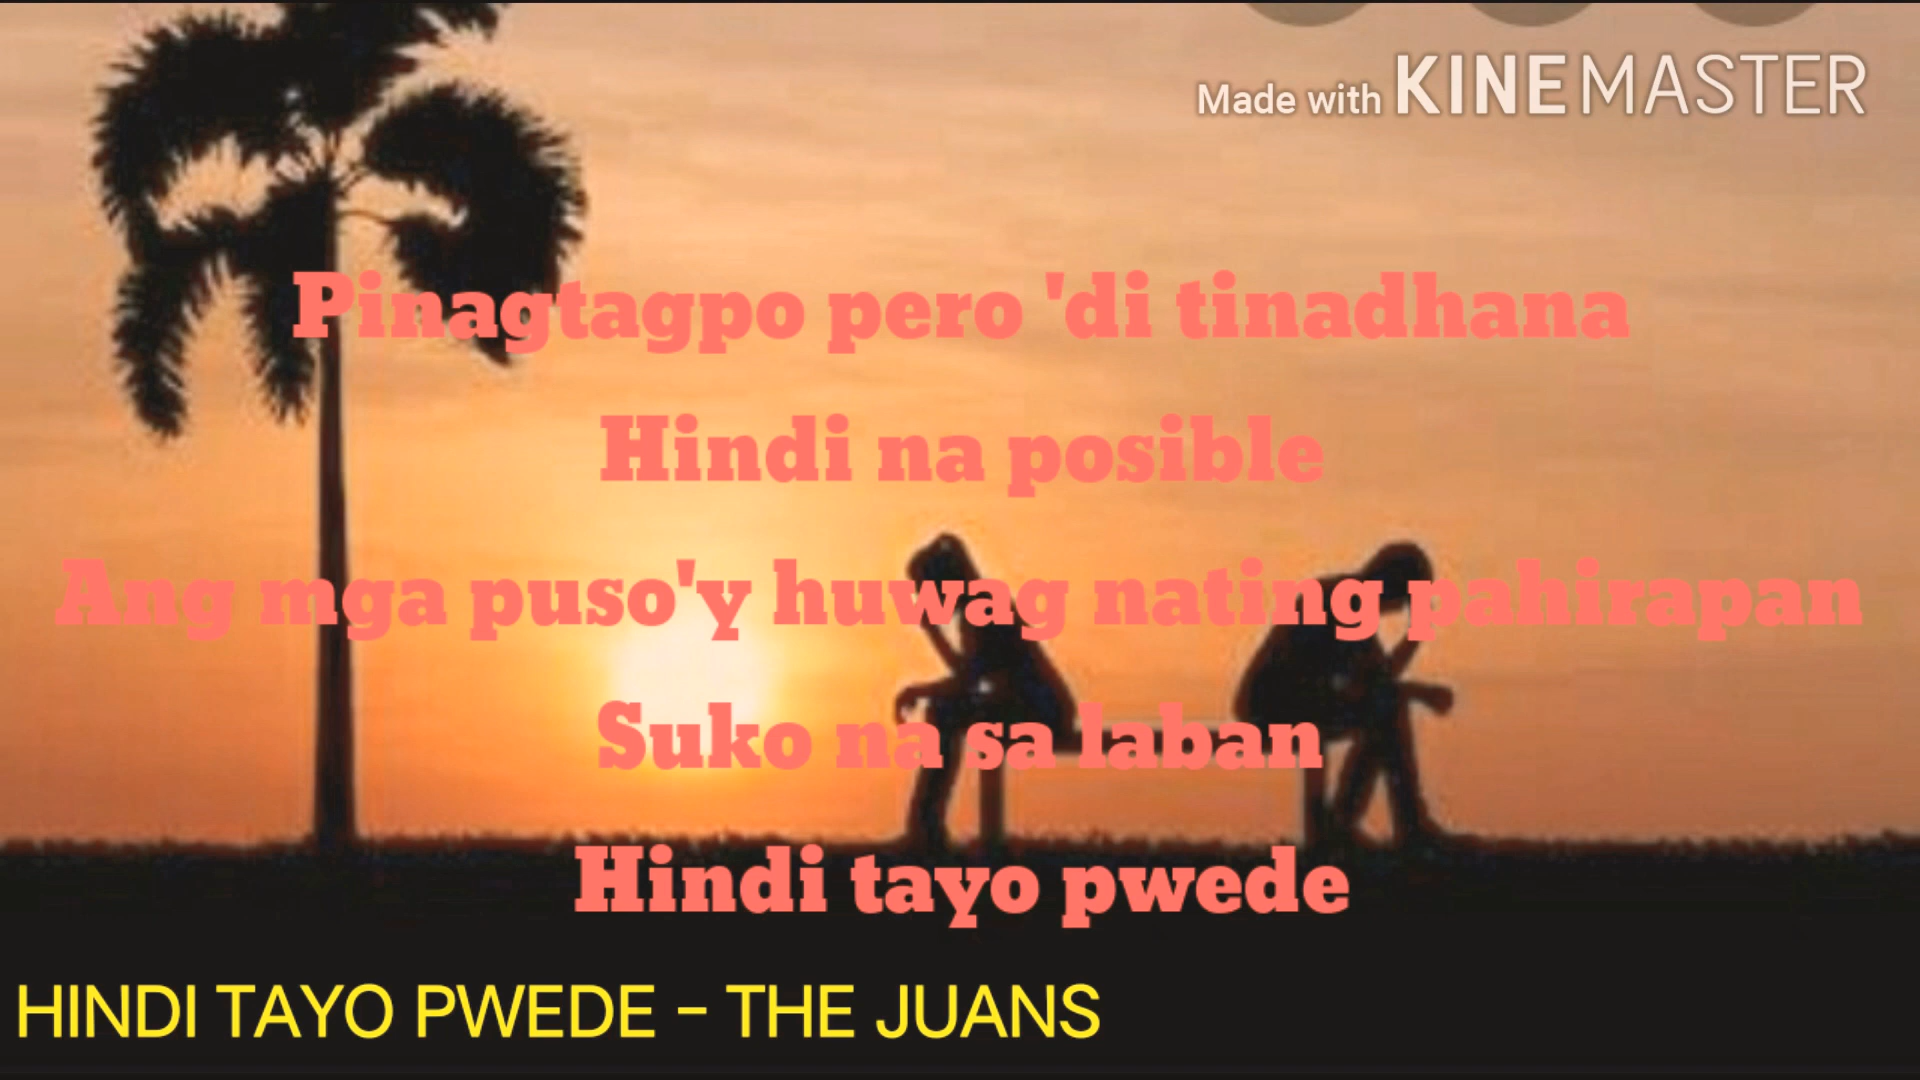 Made with KINEMASTER
Pinagtagpo pero 'di tinadhana
Hindi na posible
Ang mga puso'y huwag nating pahirapan
Suko na sa laban
Hindi tayo pwede
HINDI TAYO PWEDE - THE JUANS